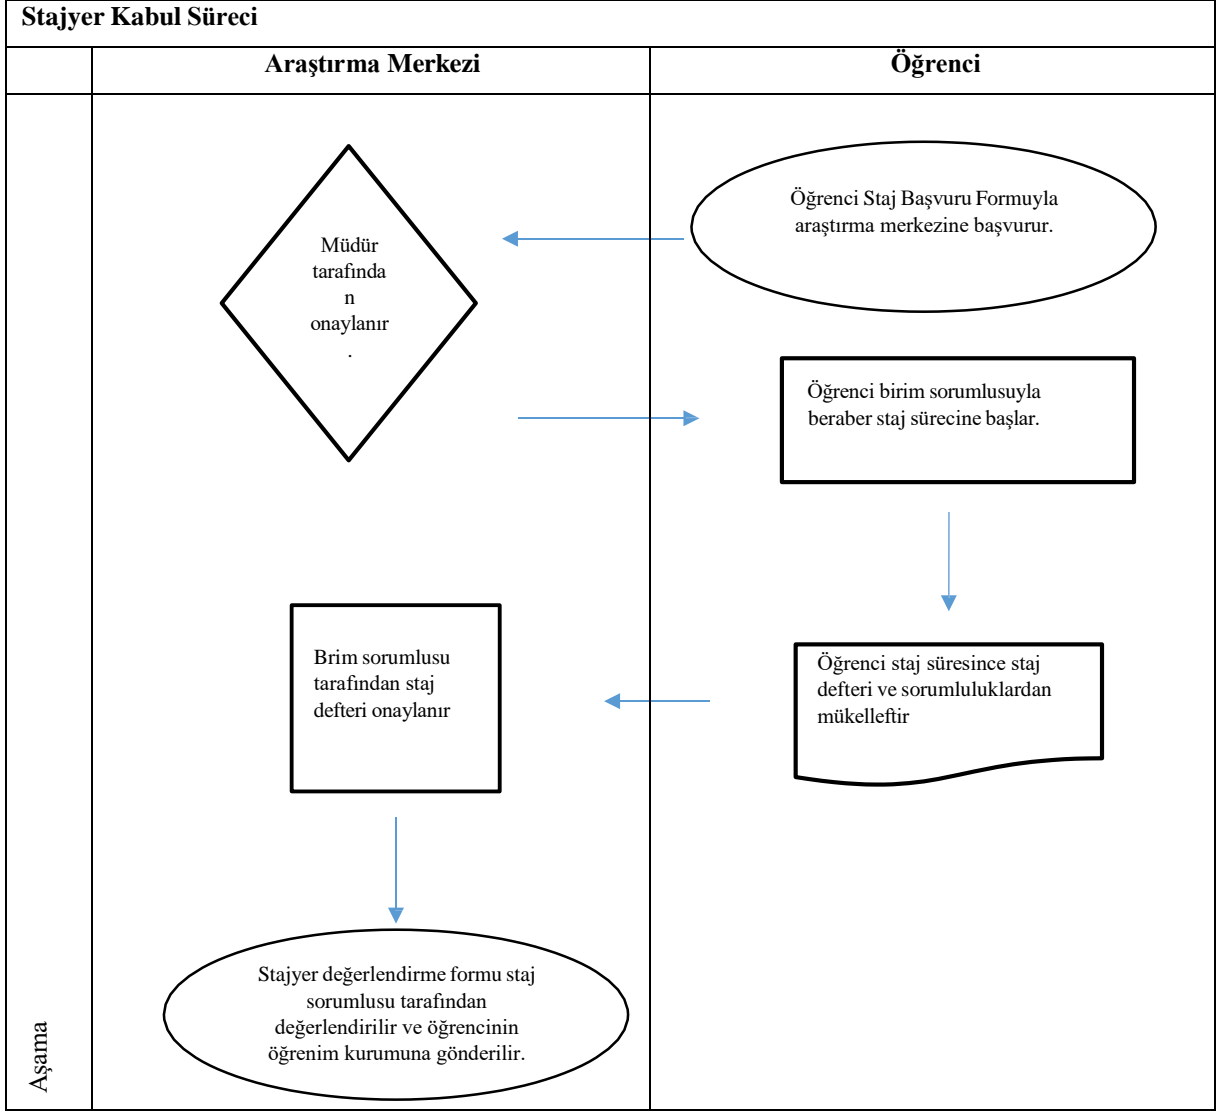 Stajyer Kabul Süreci
Araştırma Merkezi
Öğrenci
Öğrenci Staj Başvuru Formuyla
araştırma merkezine başvurur.
Müdür
tarafında
n
onaylanır
.
Öğrenci birim sorumlusuyla
beraber staj sürecine başlar.
Öğrenci staj süresince staj
defteri ve sorumluluklardan
mükelleftir
Brim sorumlusu
tarafından staj
defteri onaylanır
Stajyer değerlendirme formu staj
sorumlusu tarafından
değerlendirilir ve öğrencinin
öğrenim kurumuna gönderilir.
Aşama